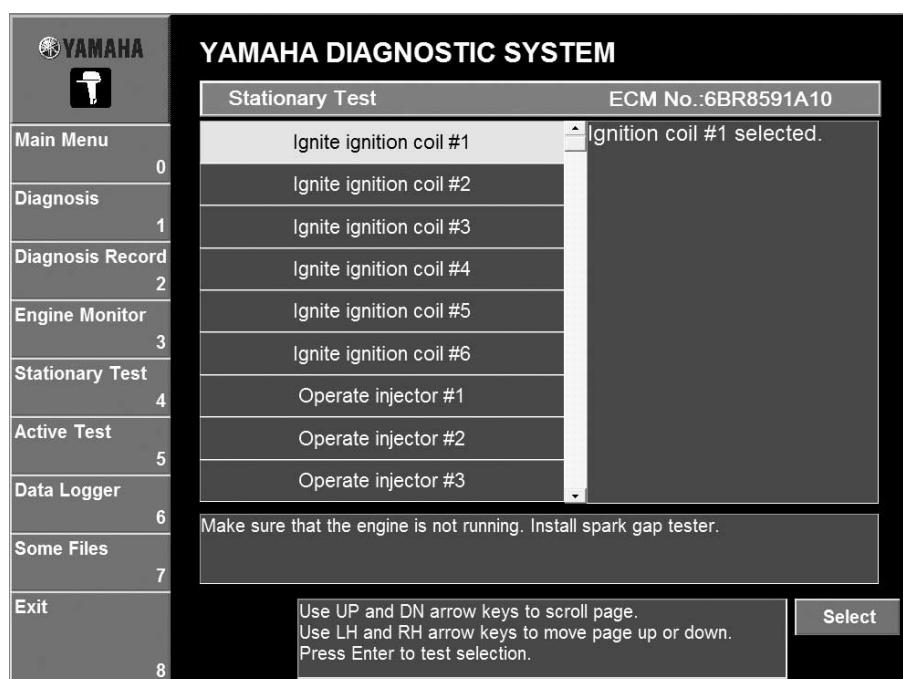 YAMAHA
YAMAHA DIAGNOSTIC SYSTEM
Stationary Test ECM No.:6BR8591A10
Main Menu
0
Diagnosis
1
Diagnosis Record
2
Engine Monitor
3
Stationary Test
4
Active Test
5
Data Logger
6
Some Files
7
Exit
8
Ignite ignition coil #1
Ignite ignition coil #2
Ignite ignition coil #3
Ignite ignition coil #4
Ignite ignition coil #5
Ignite ignition coil #6
Operate injector #1
Operate injector #2
Operate injector #3
Ignition coil #1 selected.
Make sure that the engine is not running. Install spark gap tester.
Use UP and DN arrow keys to scroll page.
Use LH and RH arrow keys to move page up or down.
Press Enter to test selection.
Select